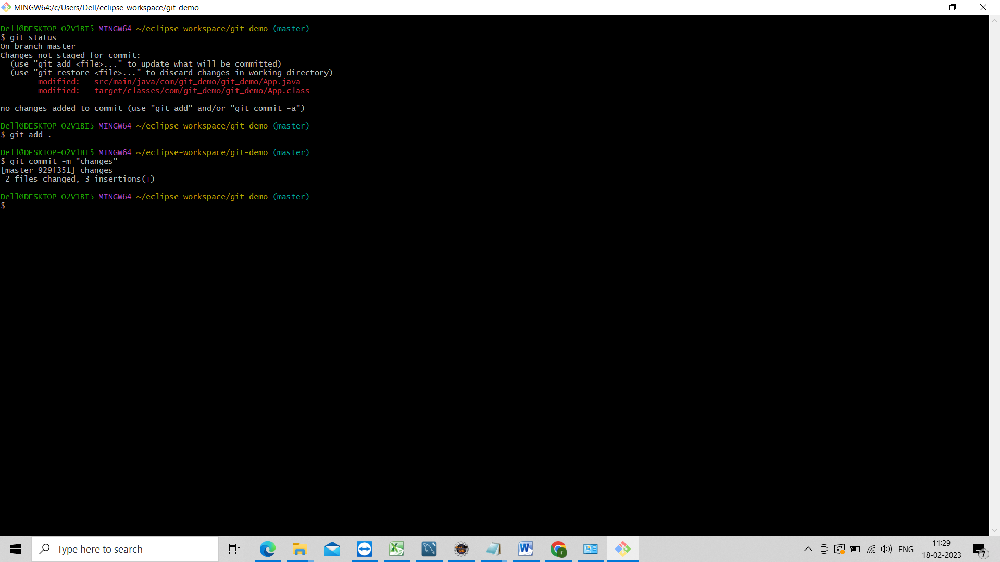 MINGW64:/c/Users/Dell/eclipse-workspace/git-demo
Dell@DESKTOP-O2V1BI5 MINGW64 ~/eclipse-workspace/git-demo (master)
$ git status
On branch master
Changes not staged for commit:
  (use "git add <file>..." to update what will be committed)
  (use "git restore <file>..." to discard changes in working directory)
        modified:   src/main/java/com/git_demo/git_demo/App.java
        modified:   target/classes/com/git_demo/git_demo/App.class
no changes added to commit (use "git add" and/or "git commit -a")
Dell@DESKTOP-O2V1BI5 MINGW64 ~/eclipse-workspace/git-demo (master)
$ git add .
Dell@DESKTOP-O2V1BI5 MINGW64 ~/eclipse-workspace/git-demo (master)
$ git commit -m "changes"
[master 929f351] changes
 2 files changed, 3 insertions(+)
Dell@DESKTOP-O2V1BI5 MINGW64 ~/eclipse-workspace/git-demo (master)
$
Type here to search
ENG
11:29
18-02-2023
7